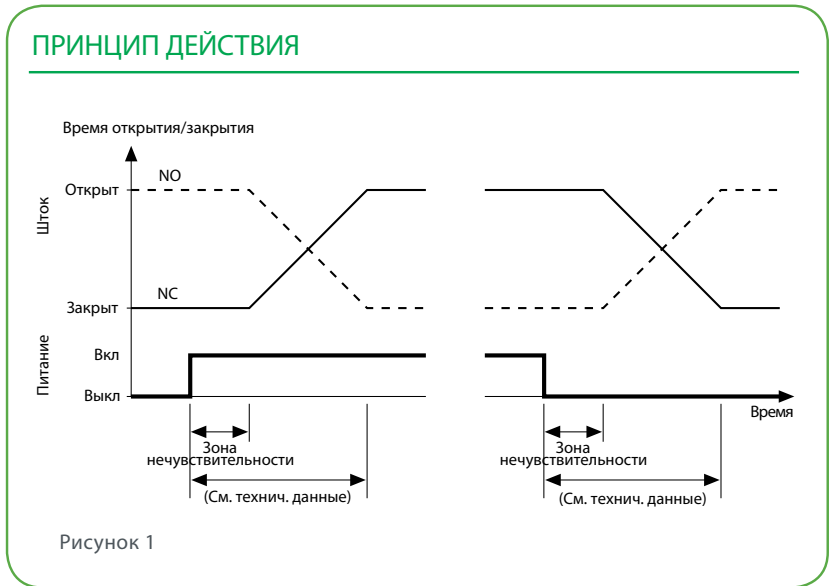 ПРИНЦИП ДЕЙСТВИЯ
Время открытия/закрытия
Шток
Открыт
NO
NC
Закрыт
Питание
Вкл
Выкл
Время
Зона
нечувствительности
(См. технич. данные)
Зона
нечувствительности
(См. технич. данные)
Рисунок 1